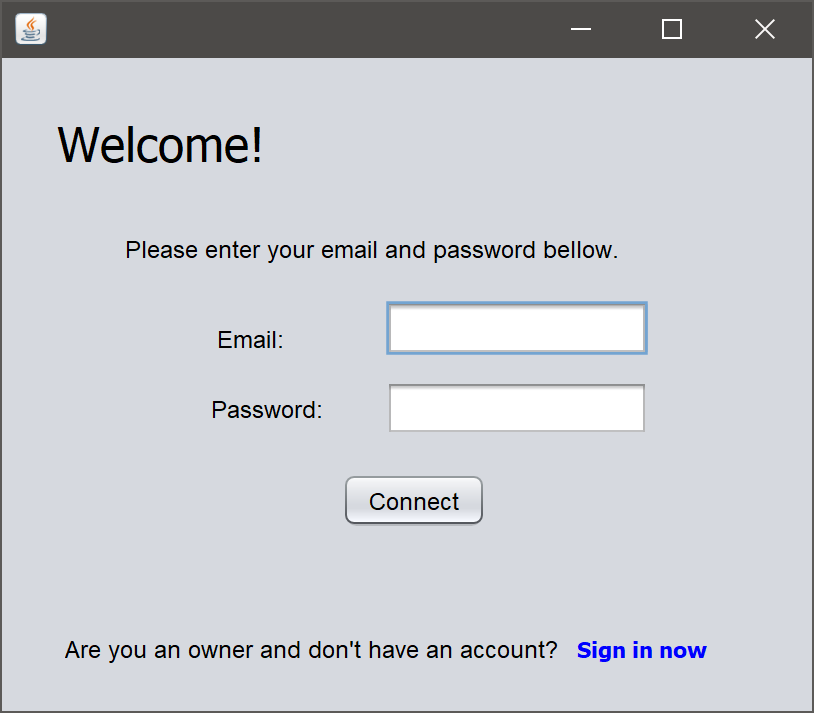 Welcome!
Please enter your email and password bellow.
Email:
Password:
Connect
Are you an owner and don't have an account? Sign in now